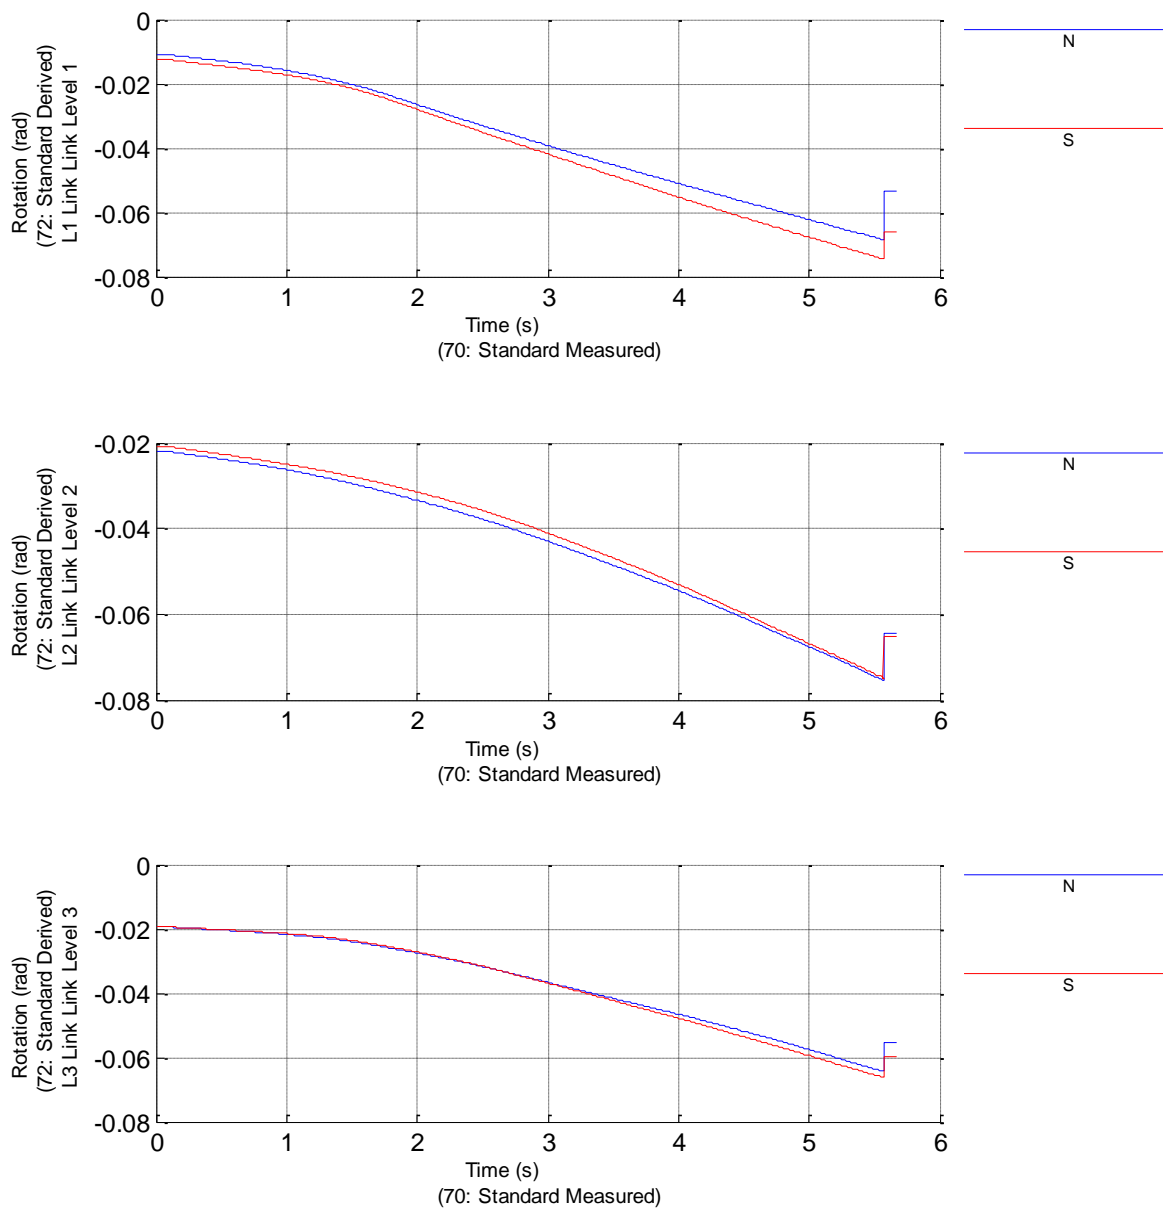 Rotation (rad)
(72: Standard Derived)
L1 Link Link Level 1
0
-0.02
-0.04
-0.06
-0.08
0 1 2 3 4 5 6
Time (s)
(70: Standard Measured)
N
S
Rotation (rad)
(72: Standard Derived)
L2 Link Link Level 2
-0.02
-0.04
-0.06
-0.08
0 1 2 3 4 5 6
Time (s)
(70: Standard Measured)
N
S
Rotation (rad)
(72: Standard Derived)
L3 Link Link Level 3
0
-0.02
-0.04
-0.06
-0.08
0 1 2 3 4 5 6
Time (s)
(70: Standard Measured)
N
S